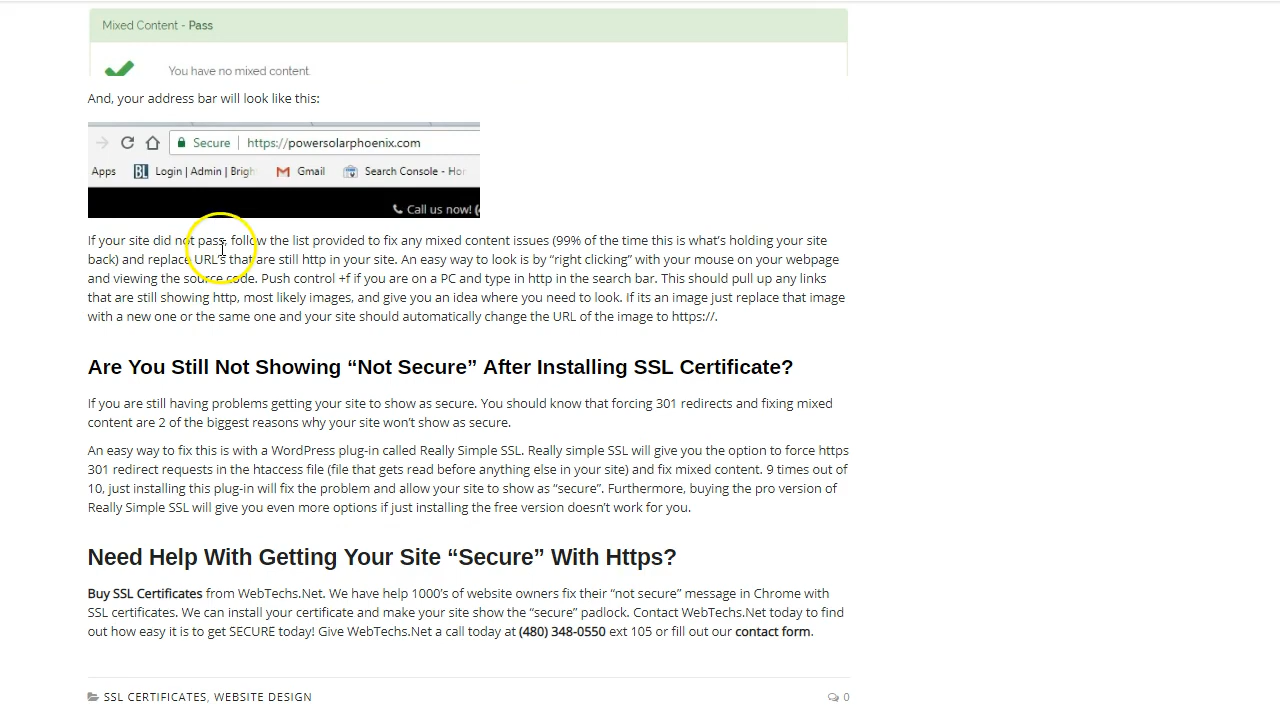 Mixed Content - Pass
You have no mixed content.
And, your address bar will look like this:
Secure | https://powersolarphoenix.com
Apps BL Login | Admin | Brigh Gmail Search Console - Hor
Call us now! (
If your site did not pass, follow the list provided to fix any mixed content issues (99% of the time this is what's holding your site
back) and replace URL's that are still http in your site. An easy way to look is by “right clicking” with your mouse on your webpage
and viewing the source code. Push control +f if you are on a PC and type in http in the search bar. This should pull up any links
that are still showing http, most likely images, and give you an idea where you need to look. If its an image just replace that image
with a new one or the same one and your site should automatically change the URL of the image to https://.
Are You Still Not Showing “Not Secure” After Installing SSL Certificate?
If you are still having problems getting your site to show as secure. You should know that forcing 301 redirects and fixing mixed
content are 2 of the biggest reasons why your site won't show as secure.
An easy way to fix this is with a WordPress plug-in called Really Simple SSL. Really simple SSL will give you the option to force https
301 redirect requests in the htaccess file (file that gets read before anything else in your site) and fix mixed content. 9 times out of
10, just installing this plug-in will fix the problem and allow your site to show as “secure”. Furthermore, buying the pro version of
Really Simple SSL will give you even more options if just installing the free version doesn't work for you.
Need Help With Getting Your Site “Secure” With Https?
Buy SSL Certificates from WebTechs.Net. We have help 1000's of website owners fix their “not secure” message in Chrome with
SSL certificates. We can install your certificate and make your site show the “secure” padlock. Contact WebTechs.Net today to find
out how easy it is to get SECURE today! Give WebTechs.Net a call today at (480) 348-0550 ext 105 or fill out our contact form.
SSL CERTIFICATES, WEBSITE DESIGN 0